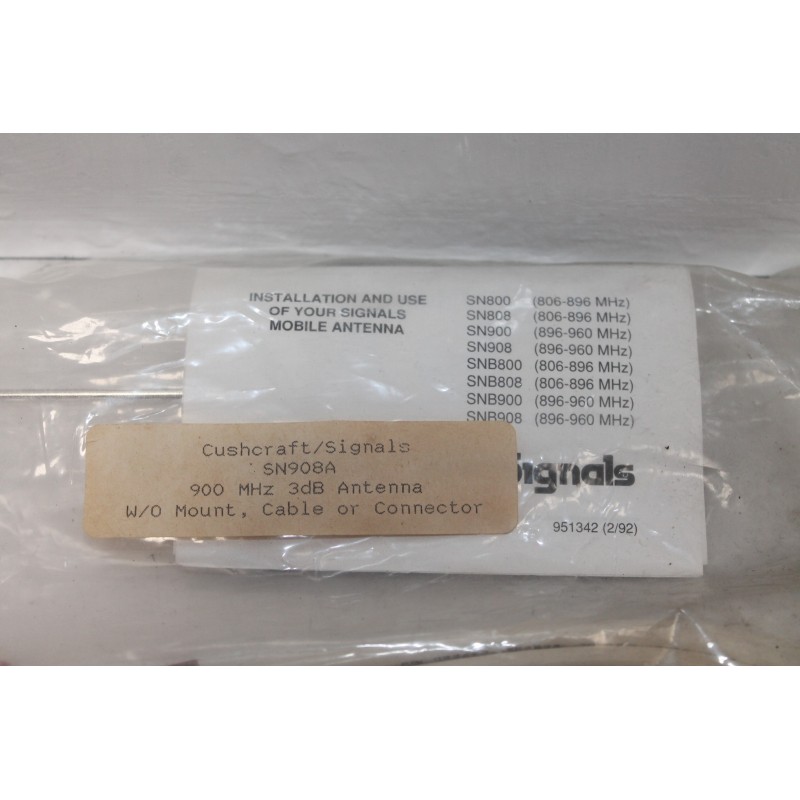 INSTALLATION AND USE
OF YOUR SIGNALS
MOBILE ANTENNA
SN800 (806-896 MHz)
SN808 (806-896 MHz)
SN900 (896-960 MHz)
SN908 (896-960 MHz)
SNB800 (806-896 MHz)
SNB808 (806-896 MHz)
SNB900 (896-960 MHz)
SNB908 (896-960 MHz)
Signals
951342 (2/92)
Cushcraft/Signals
SN908A
900 MHz 3dB Antenna
W/O Mount, Cable or Connector